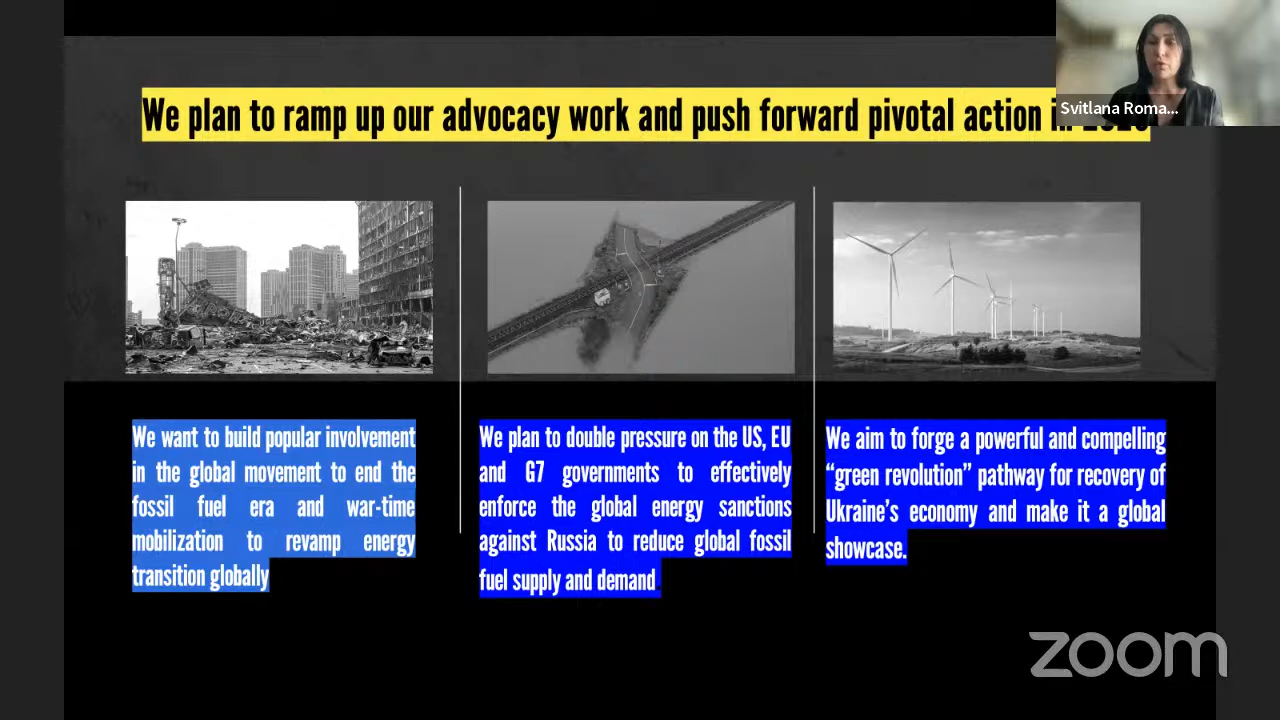 We plan to ramp up our advocacy work and push forward pivotal action in
Svitlana Roma...
We want to build popular involvement
in the global movement to end the
fossil fuel era and war-time
mobilization to revamp energy
transition globally
We plan to double pressure on the US, EU
and G7 governments to effectively
enforce the global energy sanctions
against Russia to reduce global fossil
fuel supply and demand
We aim to forge a powerful and compelling
“green revolution” pathway for recovery of
Ukraine’s economy and make it a global
showcase.
zoom